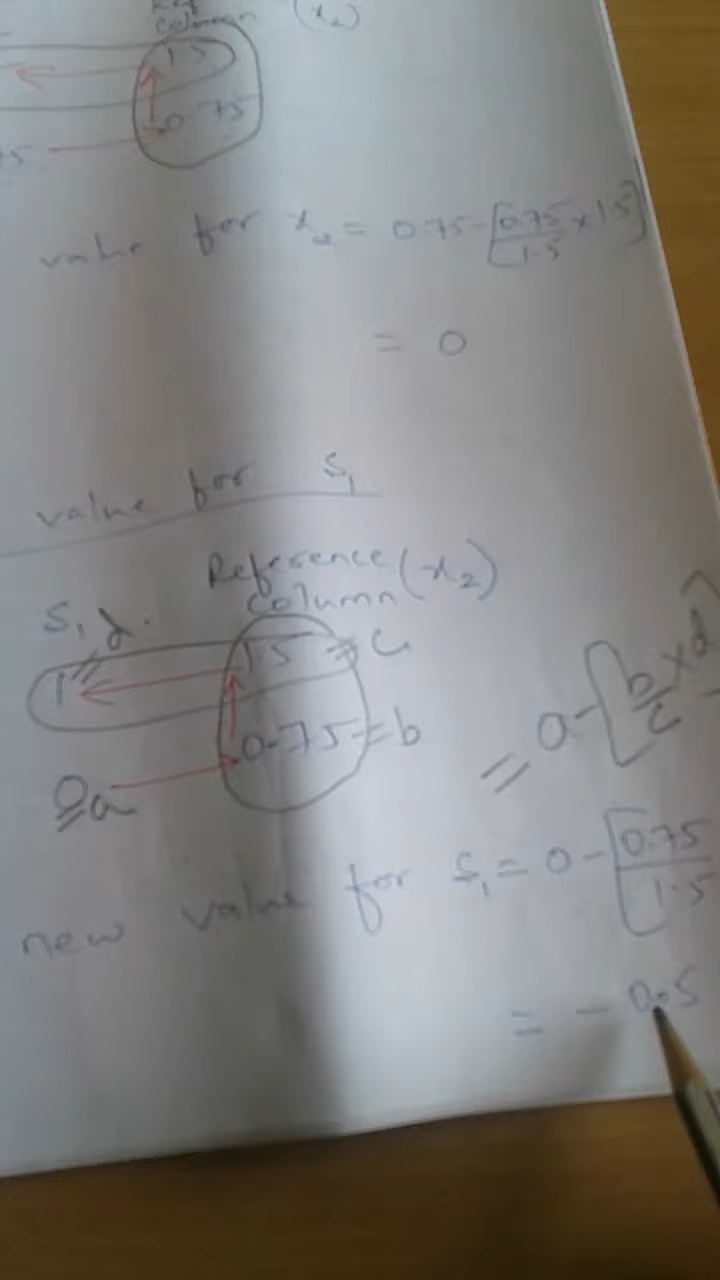 column (x₂)
1.5
0.75
value for x₂ = 0.75 - [0.75/1.5 × 1.5]
= 0
value for S₁
Reference
S₁ d. column (x₂)
1 1.5 = c
0.75 = b
0 a
= a - [b/c × d]
new value for S₁ = 0 - [0.75/1.5
= - 0.5